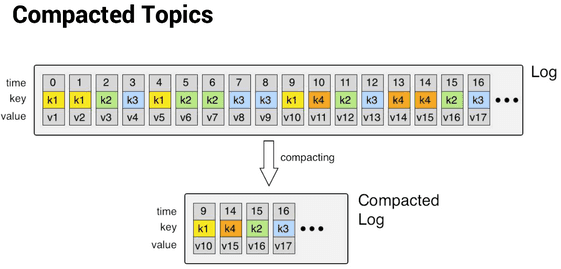 Compacted Topics
Log
time 0 1 2 3 4 5 6 7 8 9 10 11 12 13 14 15 16
key k1 k1 k2 k3 k1 k2 k2 k3 k3 k1 k4 k2 k3 k4 k4 k2 k3
value v1 v2 v3 v4 v5 v6 v7 v8 v9 v10 v11 v12 v13 v14 v15 v16 v17
compacting
Compacted
Log
time 9 14 15 16
key k1 k4 k2 k3
value v10 v15 v16 v17